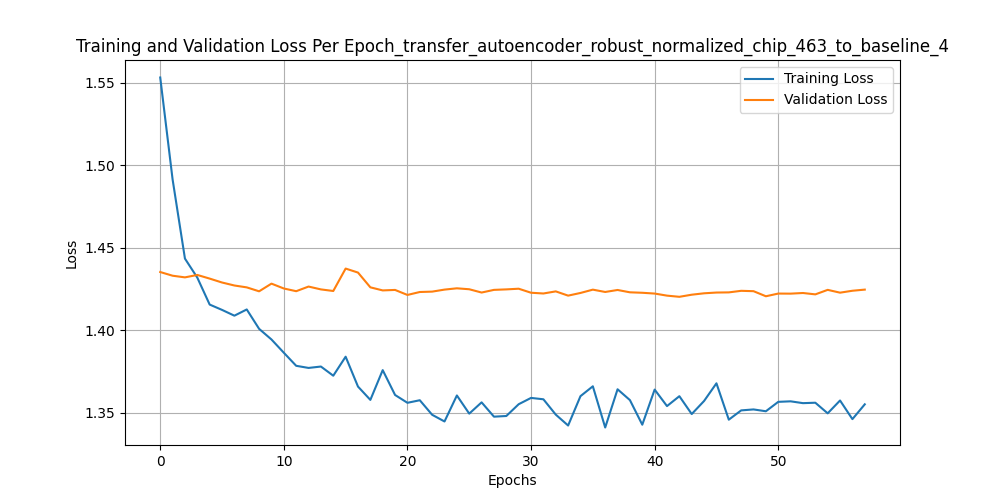 Training and Validation Loss Per Epoch_transfer_autoencoder_robust_normalized_chip_463_to_baseline_4
Training Loss
Validation Loss
1.55
1.50
1.45
1.40
1.35
Loss
0 10 20 30 40 50
Epochs